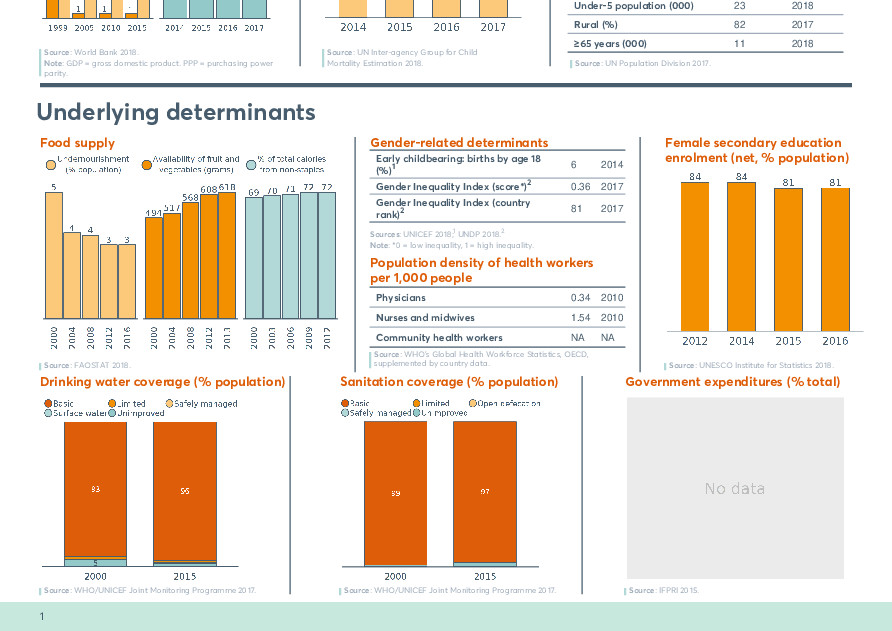 1
1
1
1999 2005 2010 2015
2014 2015 2016 2017
2014 2015 2016 2017
Under-5 population (000) 23 2018
Rural (%) 82 2017
≥65 years (000) 11 2018
Source: World Bank 2018.
Note: GDP = gross domestic product. PPP = purchasing power
parity.
Source: UN Inter-agency Group for Child
Mortality Estimation 2018.
Source: UN Population Division 2017.
Underlying determinants
Food supply
Undernourishment
(% population)
Availability of fruit and
vegetables (grams)
% of total calories
from non-staples
5 4 4 3 3
494 517 568 608 618
69 70 71 72 72
2000 2004 2008 2012 2016
2000 2004 2008 2012 2013
2000 2003 2006 2009 2012
Source: FAOSTAT 2018.
Gender-related determinants
Early childbearing: births by age 18
(%)1 6 2014
Gender Inequality Index (score*)2 0.36 2017
Gender Inequality Index (country
rank)2 81 2017
Sources: UNICEF 2018,1 UNDP 2018.2
Note: *0 = low inequality, 1 = high inequality.
Population density of health workers
per 1,000 people
Physicians 0.34 2010
Nurses and midwives 1.54 2010
Community health workers NA NA
Source: WHO's Global Health Workforce Statistics, OECD,
supplemented by country data.
Female secondary education
enrolment (net, % population)
84 84 81 81
2012 2014 2015 2016
Source: UNESCO Institute for Statistics 2018.
Drinking water coverage (% population)
Basic Limited Safely managed
Surface water Unimproved
93
5
2000 2015
Source: WHO/UNICEF Joint Monitoring Programme 2017.
Sanitation coverage (% population)
Basic Limited Open defecation
Safely managed Unimproved
99 97
2000 2015
Source: WHO/UNICEF Joint Monitoring Programme 2017.
Government expenditures (% total)
No data
Source: IFPRI 2015.
1